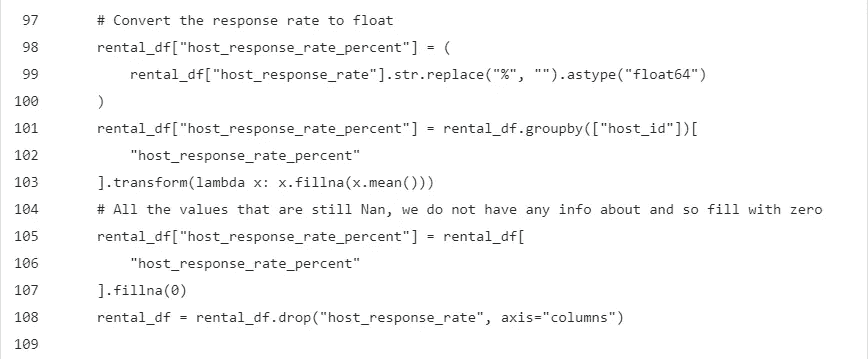 97 # Convert the response rate to float
98 rental_df["host_response_rate_percent"] = (
99 rental_df["host_response_rate"].str.replace("%", "").astype("float64")
100 )
101 rental_df["host_response_rate_percent"] = rental_df.groupby(["host_id"])[
102 "host_response_rate_percent"
103 ].transform(lambda x: x.fillna(x.mean()))
104 # All the values that are still Nan, we do not have any info about and so fill with zero
105 rental_df["host_response_rate_percent"] = rental_df[
106 "host_response_rate_percent"
107 ].fillna(0)
108 rental_df = rental_df.drop("host_response_rate", axis="columns")
109